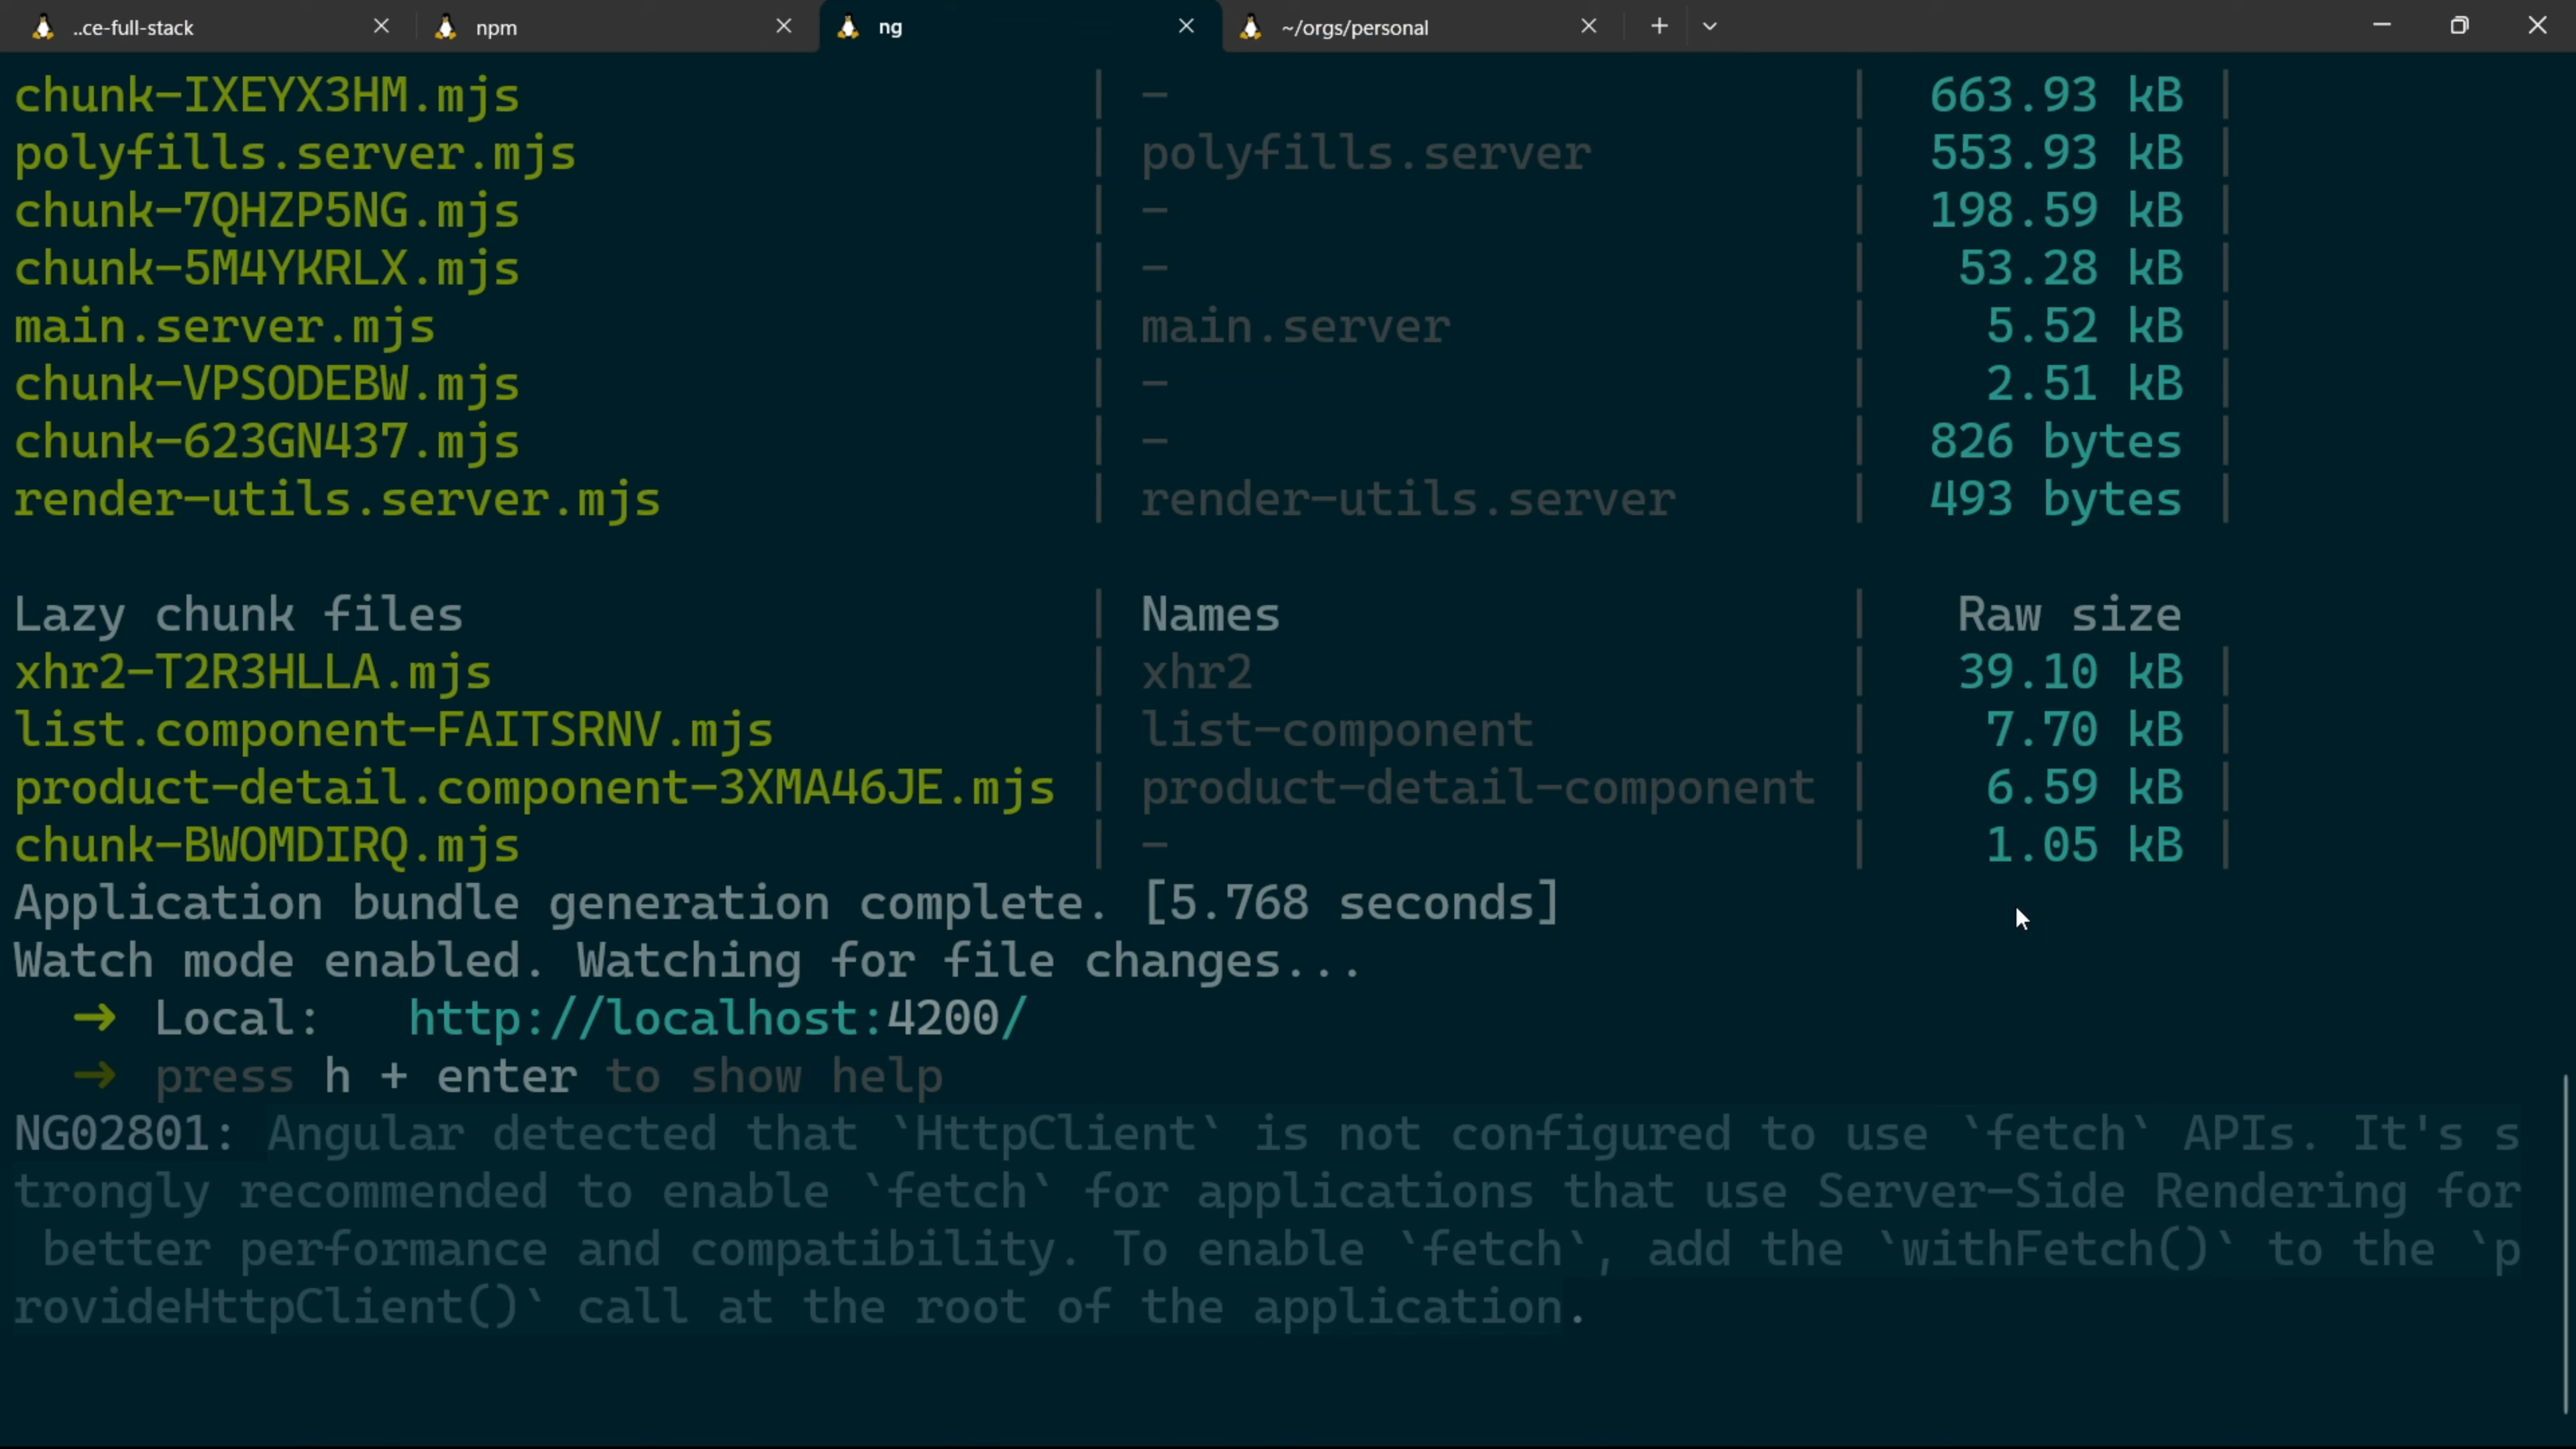 ..ce-full-stack npm ng ~/orgs/personal
chunk-IXEYX3HM.mjs | - | 663.93 kB |
polyfills.server.mjs | polyfills.server | 553.93 kB |
chunk-7QHZP5NG.mjs | - | 198.59 kB |
chunk-5M4YKRLX.mjs | - | 53.28 kB |
main.server.mjs | main.server | 5.52 kB |
chunk-VPSODEBW.mjs | - | 2.51 kB |
chunk-623GN437.mjs | - | 826 bytes |
render-utils.server.mjs | render-utils.server | 493 bytes |
Lazy chunk files | Names | Raw size
xhr2-T2R3HLLA.mjs | xhr2 | 39.10 kB |
list.component-FAITSRNV.mjs | list-component | 7.70 kB |
product-detail.component-3XMA46JE.mjs | product-detail-component | 6.59 kB |
chunk-BWOMDIRQ.mjs | - | 1.05 kB |
Application bundle generation complete. [5.768 seconds]
Watch mode enabled. Watching for file changes...
➜ Local: http://localhost:4200/
➜ press h + enter to show help
NG02801: Angular detected that `HttpClient` is not configured to use `fetch` APIs. It's s
trongly recommended to enable `fetch` for applications that use Server-Side Rendering for
better performance and compatibility. To enable `fetch`, add the `withFetch()` to the `p
rovideHttpClient()` call at the root of the application.